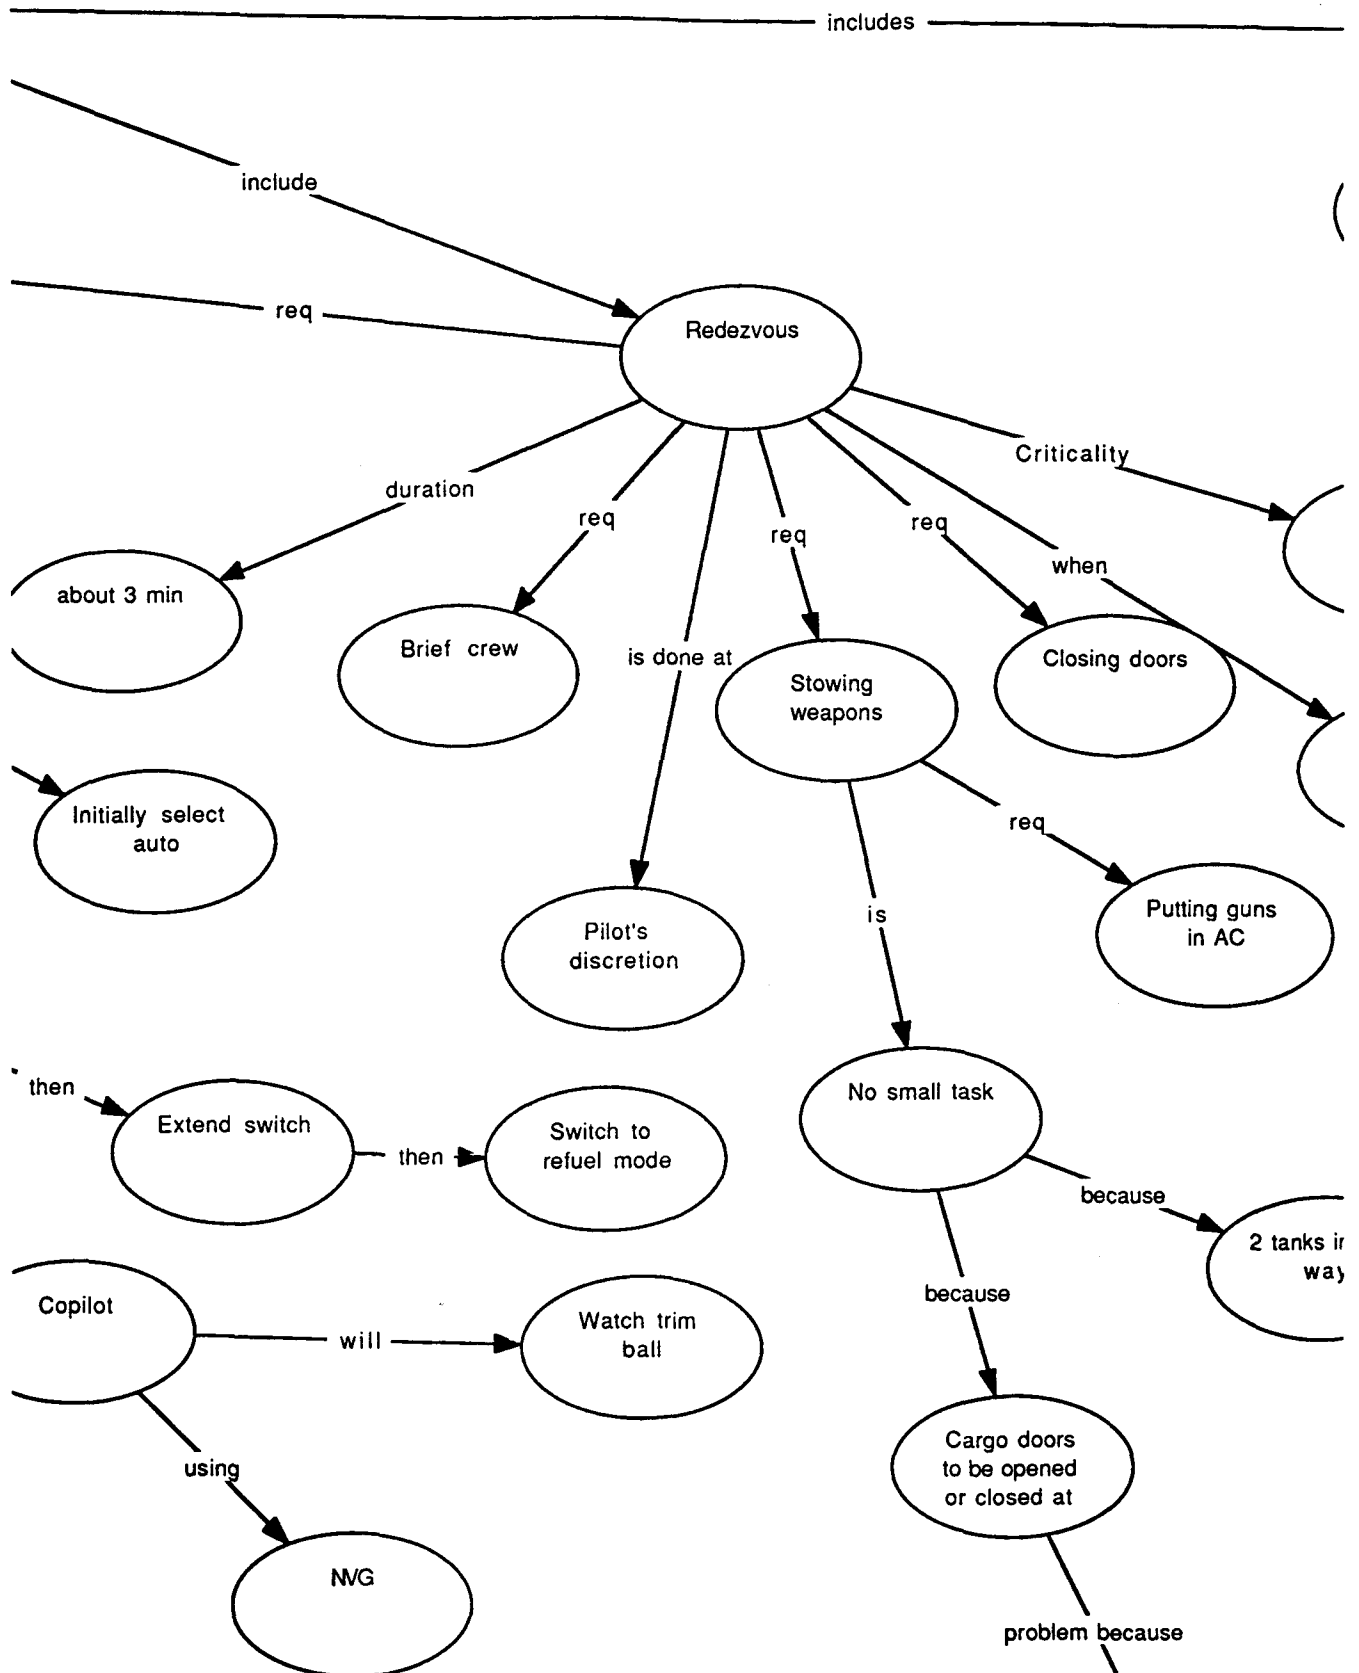 includes
include
req
Redezvous
Criticality
duration
req
req
req
when
about 3 min
Brief crew
is done at
Stowing
weapons
Closing doors
Initially select
auto
req
is
Putting guns
in AC
Pilot's
discretion
then
Extend switch
then
Switch to
refuel mode
No small task
because
2 tanks
way
because
Copilot
will
Watch trim
ball
using
Cargo doors
to be opened
or closed at
NVG
problem because